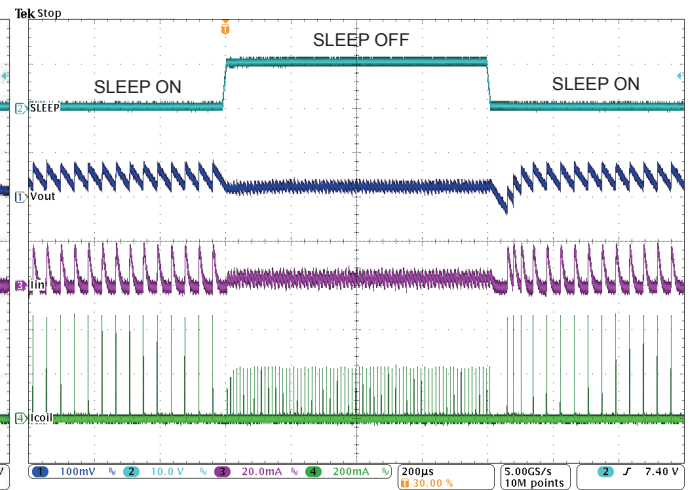 Tek Stop
T
SLEEP OFF
SLEEP ON
SLEEP ON
2 SLEEP
1 Vout
3 Iin
4 Icoil
1 100mV 2 10.0 V 3 20.0mA 4 200mA 200µs 5.00GS/s 2 7.40 V
T 30.00 % 10M points